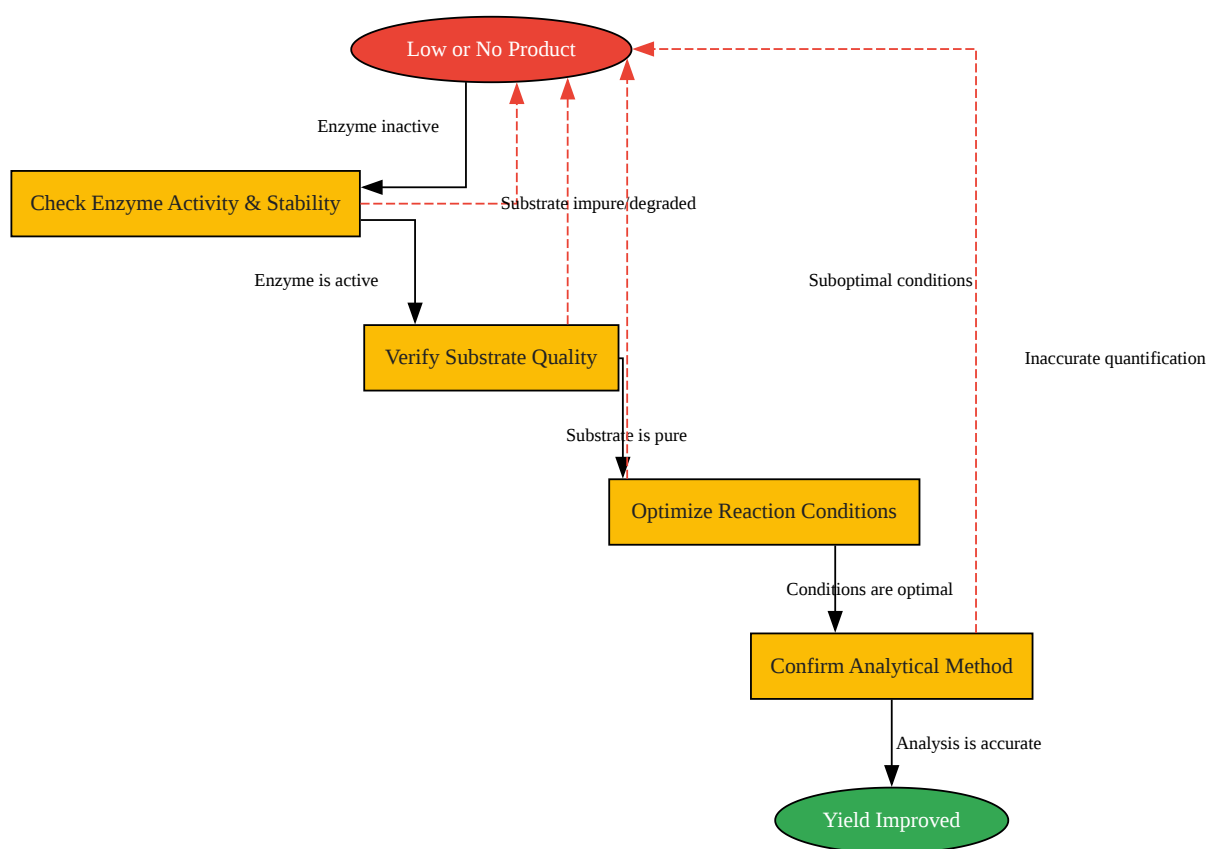 Low or No Product
Enzyme inactive
Check Enzyme Activity & Stability
Substrate impure/degraded
Enzyme is active
Suboptimal conditions
Verify Substrate Quality
Inaccurate quantification
Substrate is pure
Optimize Reaction Conditions
Conditions are optimal
Confirm Analytical Method
Analysis is accurate
Yield Improved